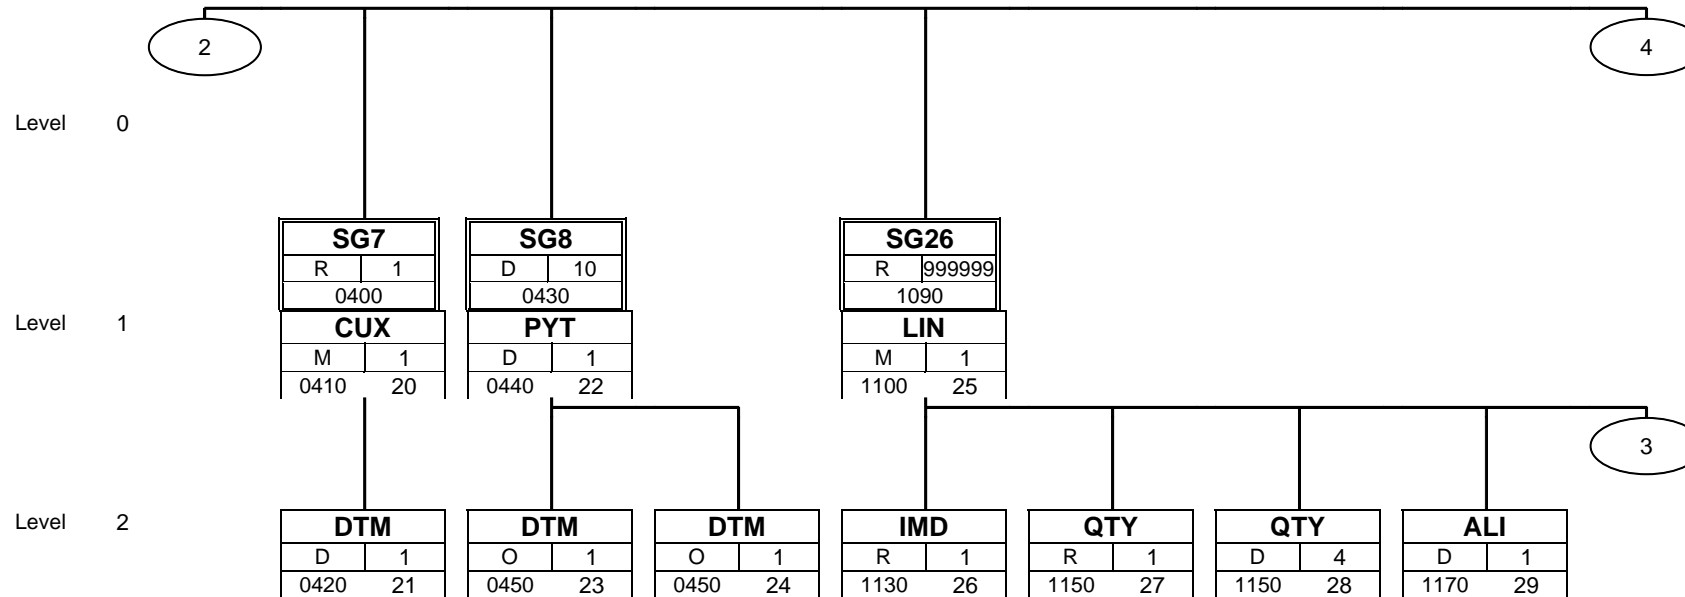 2 4
Level 0
SG7 SG8 SG26
R 1 D 10 R 999999
0400 0430 1090
Level 1
CUX PYT LIN
M 1 D 1 M 1
0410 20 0440 22 1100 25
3
Level 2
DTM DTM DTM IMD QTY QTY ALI
D 1 O 1 O 1 R 1 R 1 D 4 D 1
0420 21 0450 23 0450 24 1130 26 1150 27 1150 28 1170 29